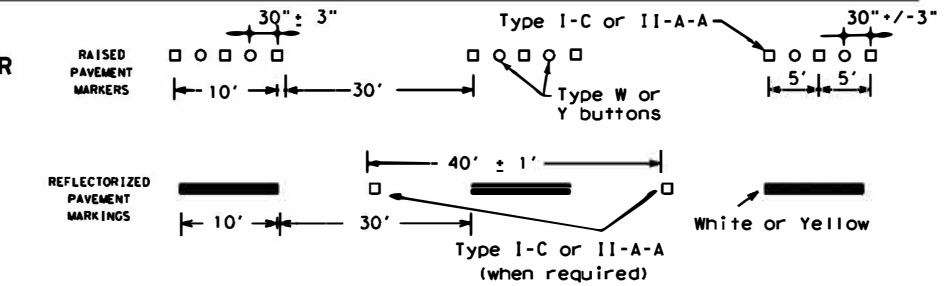 30"± 3"
Type I-C or II-A-A
30"+/-3"
R
RAISED
PAVEMENT
MARKERS
10'
30'
Type W or
Y buttons
5'
5'
40' ± 1'
REFLECTORIZED
PAVEMENT
MARKINGS
10'
30'
White or Yellow
Type I-C or II-A-A
(when required)